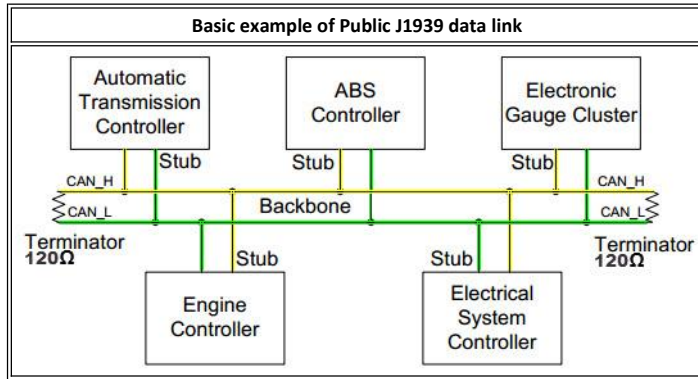 Basic example of Public J1939 data link
Automatic
Transmission
Controller
ABS
Controller
Electronic
Gauge Cluster
Stub
Stub
Stub
CAN_H
CAN_H
CAN_L
Backbone
CAN_L
Terminator
120Ω
Terminator
120Ω
Stub
Stub
Engine
Controller
Electrical
System
Controller